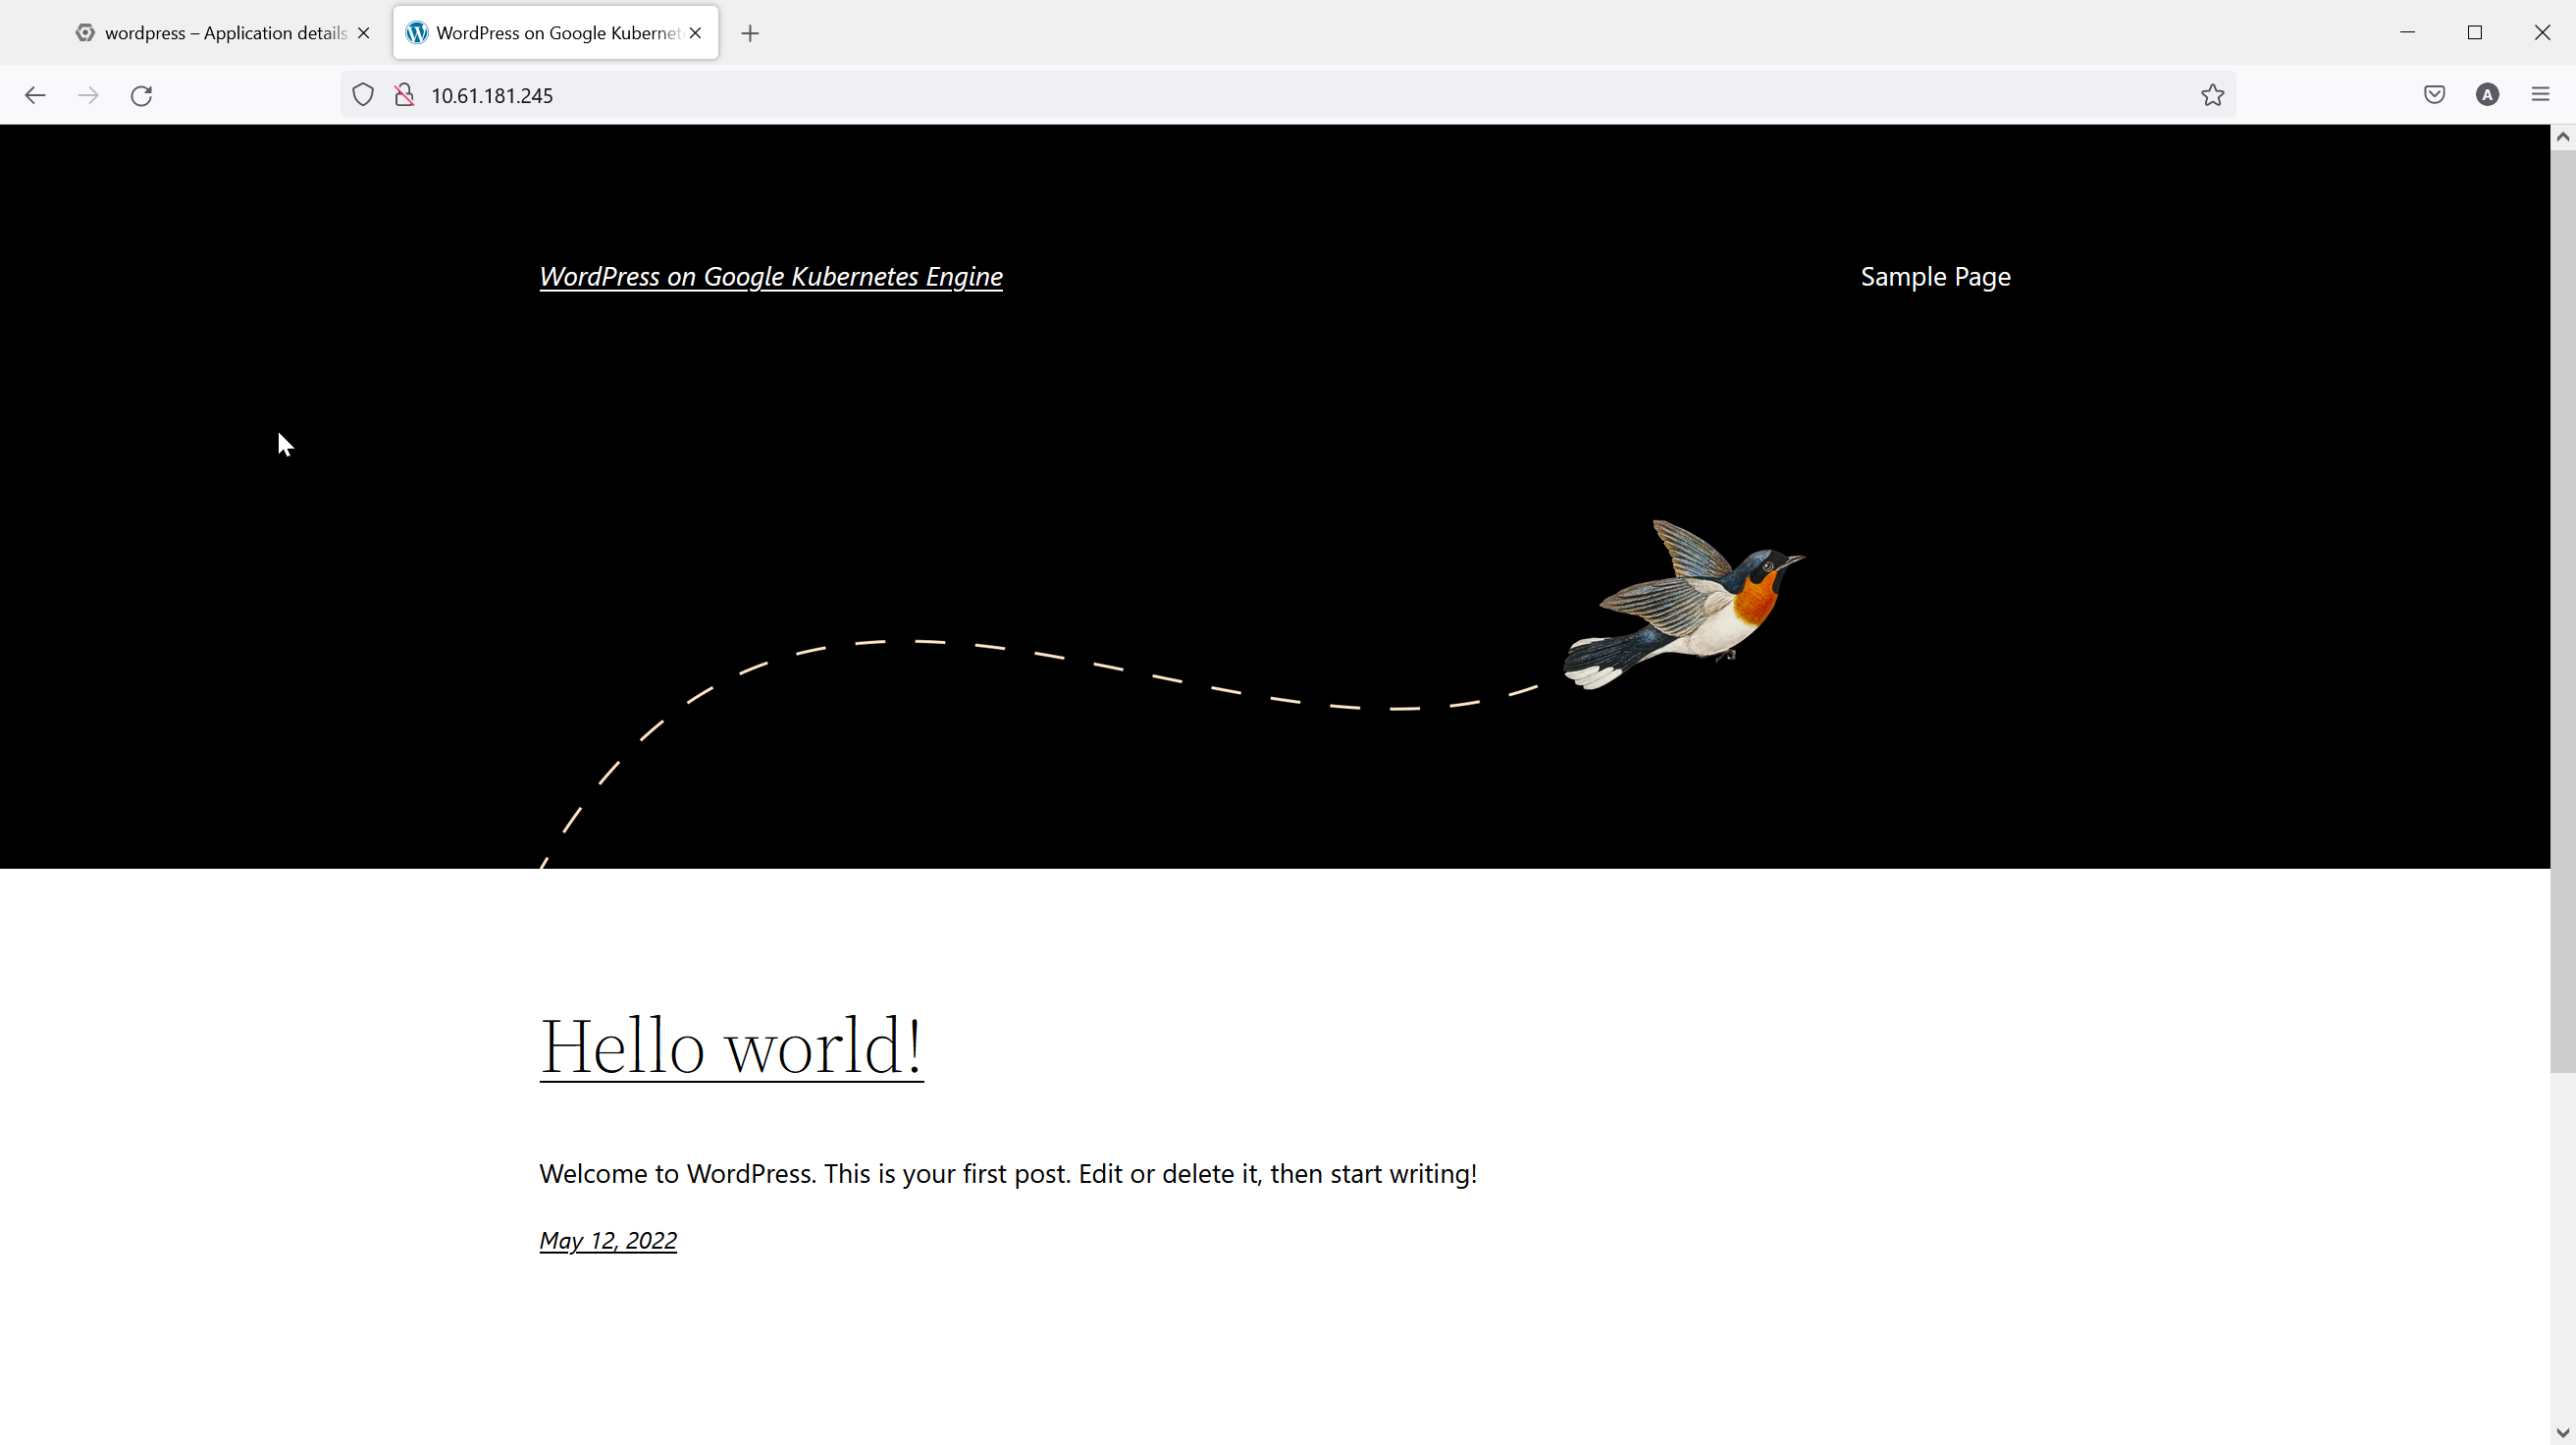 wordpress – Application details
WordPress on Google Kubernet
10.61.181.245
A
WordPress on Google Kubernetes Engine
Sample Page
Hello world!
Welcome to WordPress. This is your first post. Edit or delete it, then start writing!
May 12, 2022